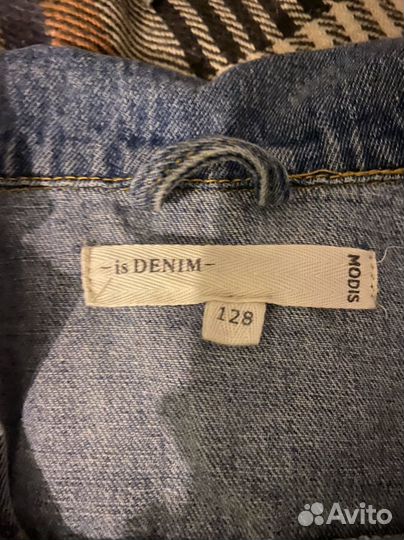 - is DENIM -
MODIS
128
Avito